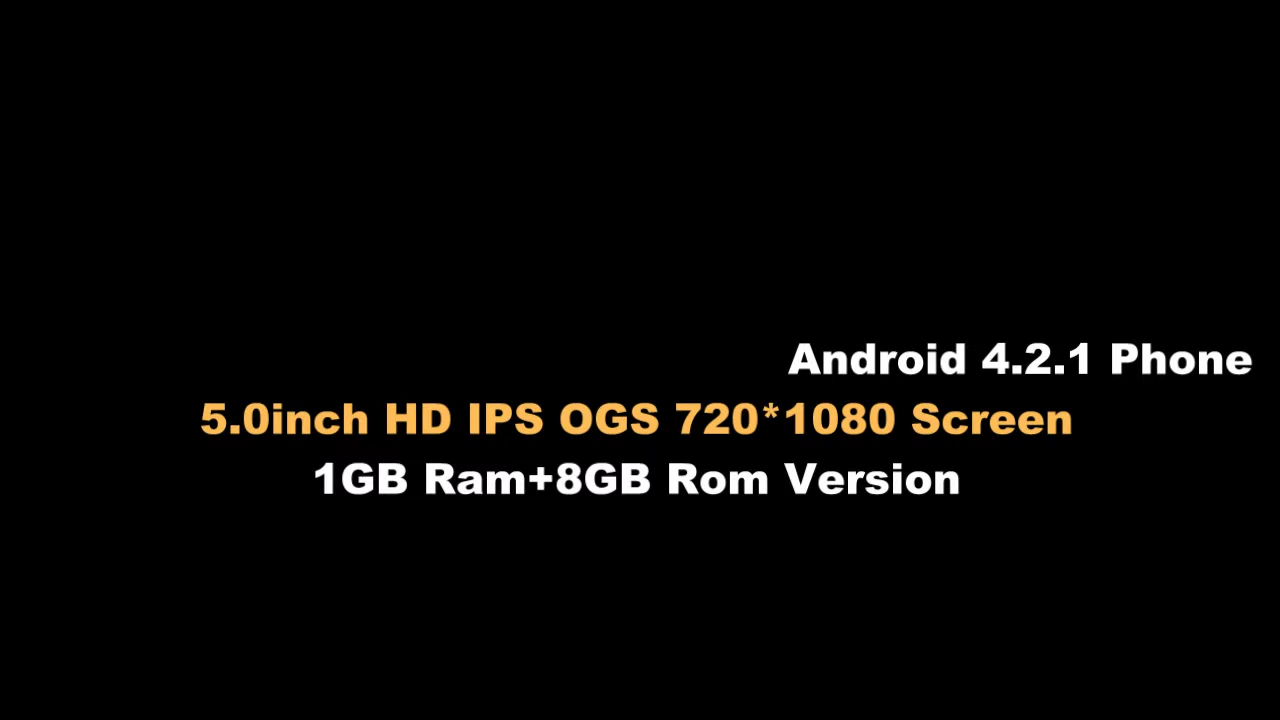 Android 4.2.1 Phone
5.0inch HD IPS OGS 720*1080 Screen
1GB Ram+8GB Rom Version